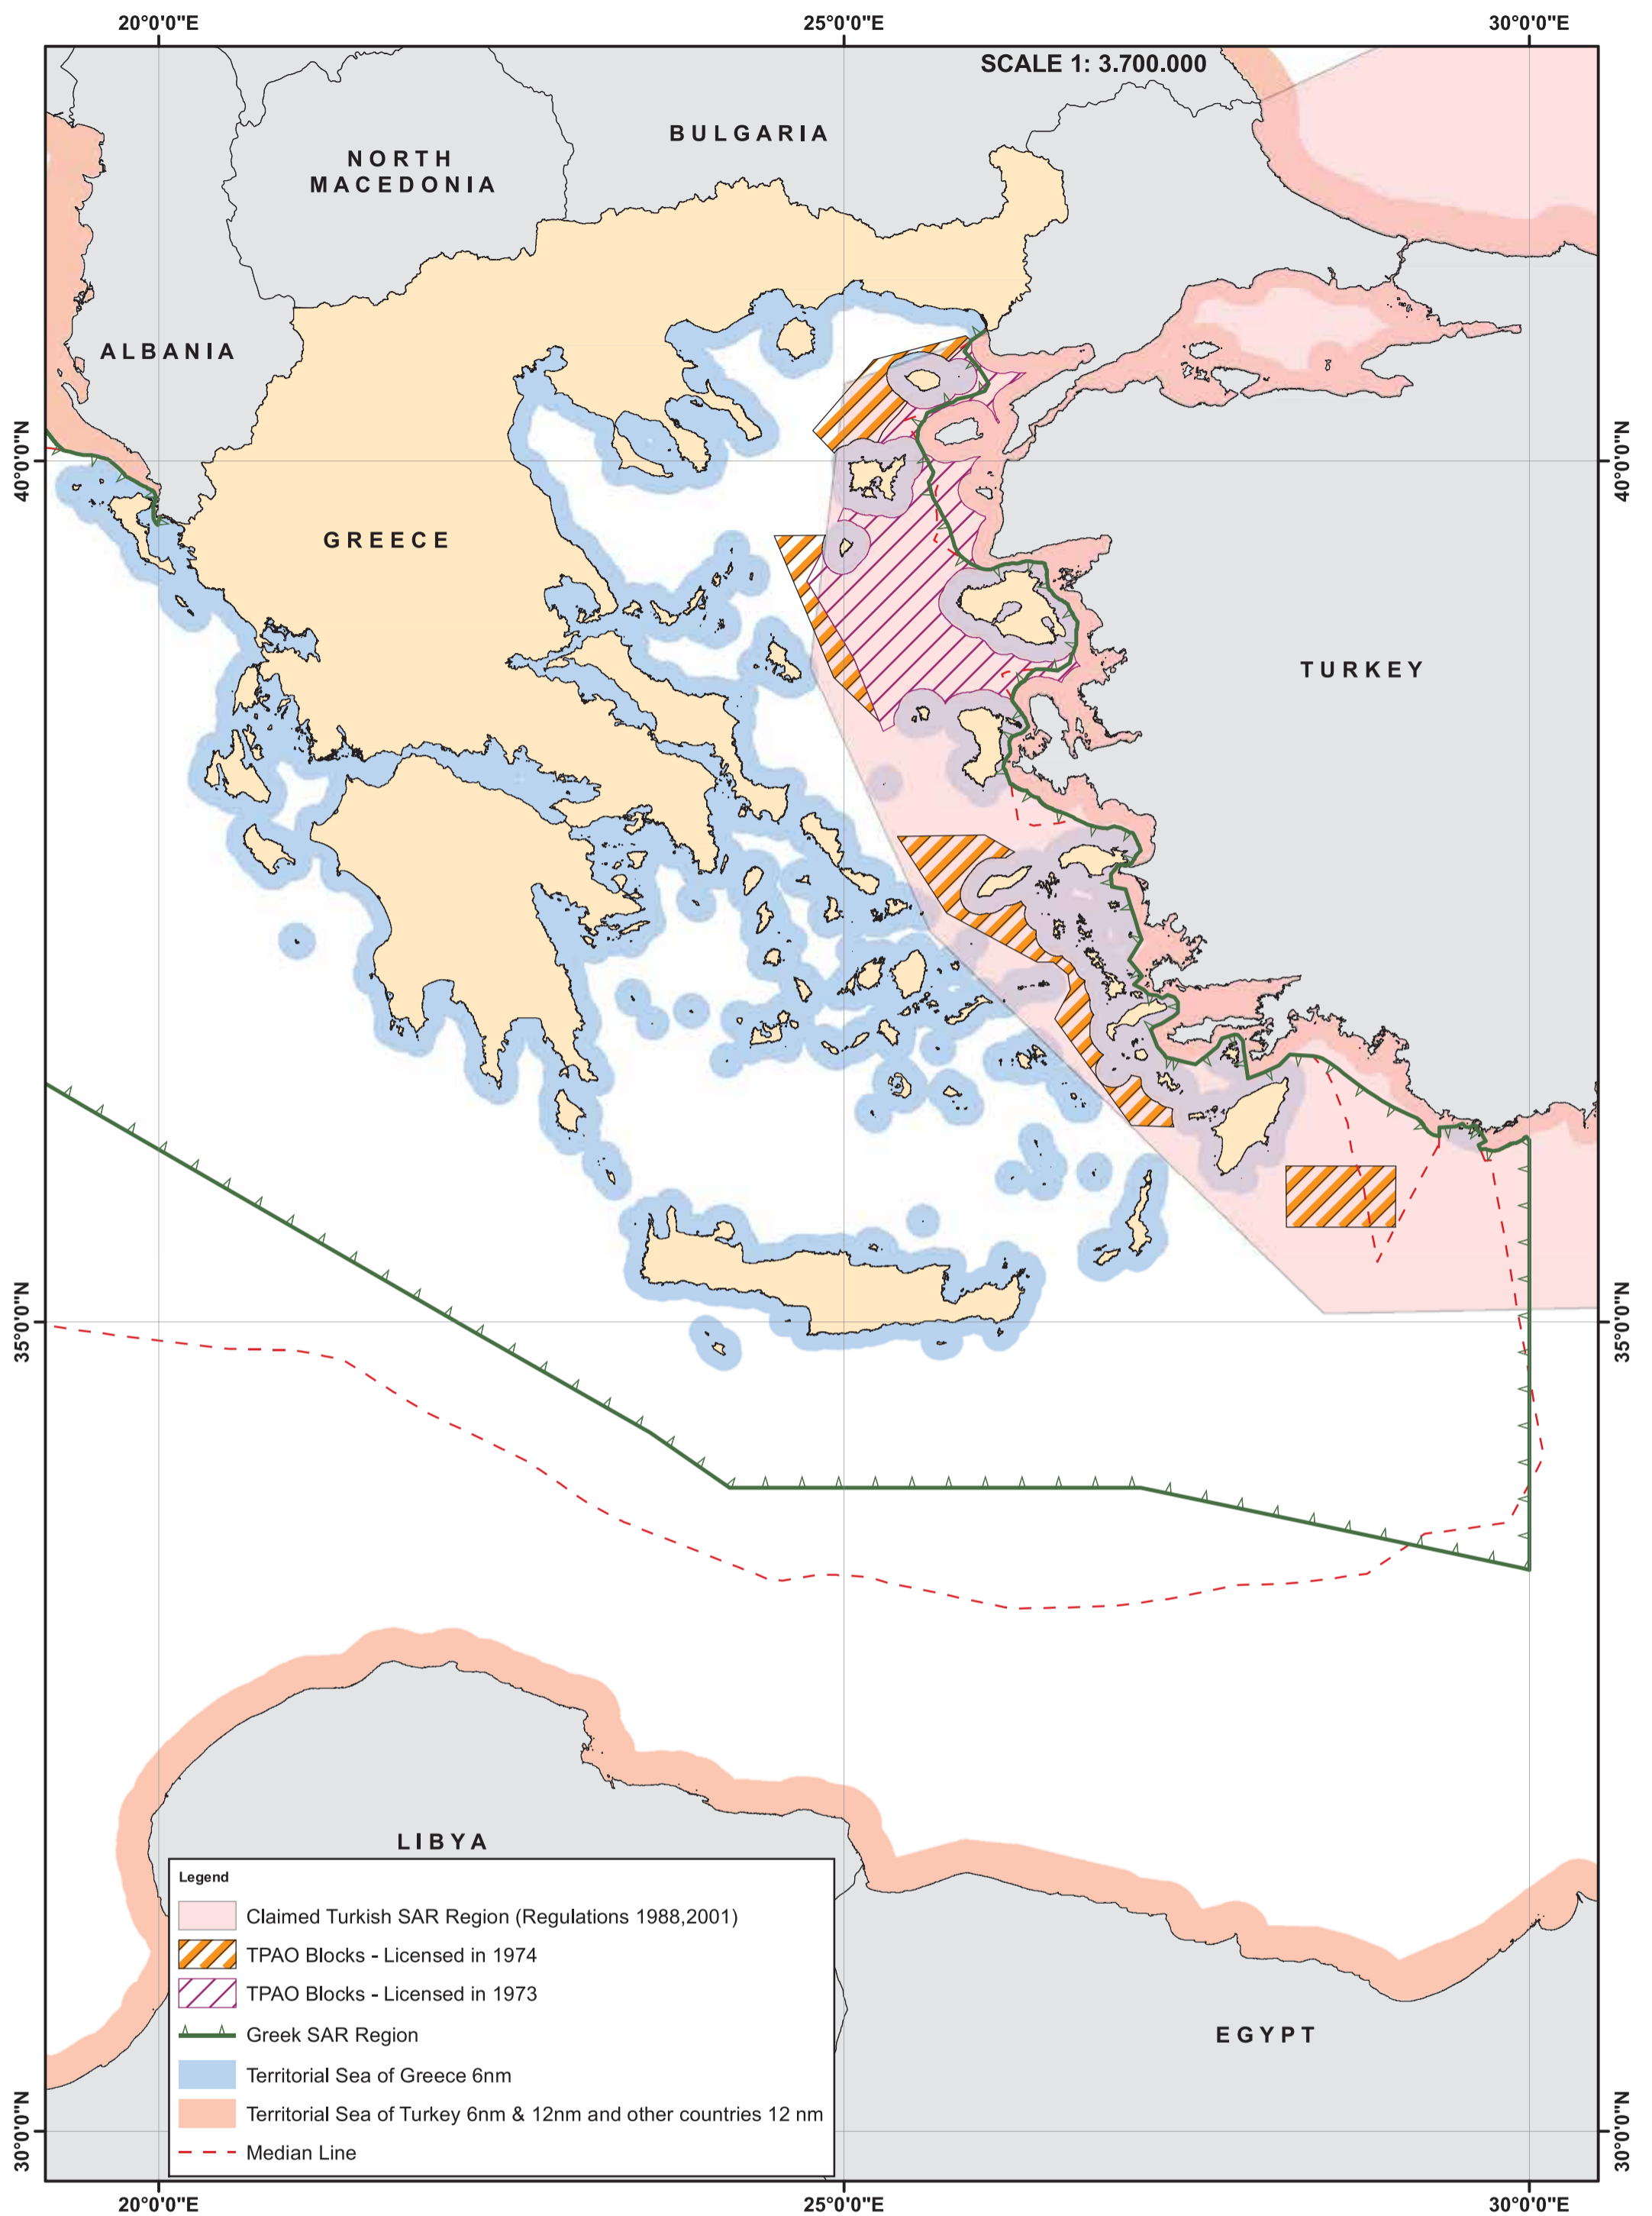 20°0'0"E
25°0'0"E
30°0'0"E
SCALE 1: 3.700.000
BULGARIA
NORTH
MACEDONIA
ALBANIA
40°0'0"N
40°0'0"N
GREECE
TURKEY
35°0'0"N
35°0'0"N
LIBYA
Legend
Claimed Turkish SAR Region (Regulations 1988,2001)
TPAO Blocks - Licensed in 1974
TPAO Blocks - Licensed in 1973
Greek SAR Region
Territorial Sea of Greece 6nm
Territorial Sea of Turkey 6nm & 12nm and other countries 12 nm
Median Line
EGYPT
30°0'0"N
30°0'0"N
20°0'0"E
25°0'0"E
30°0'0"E